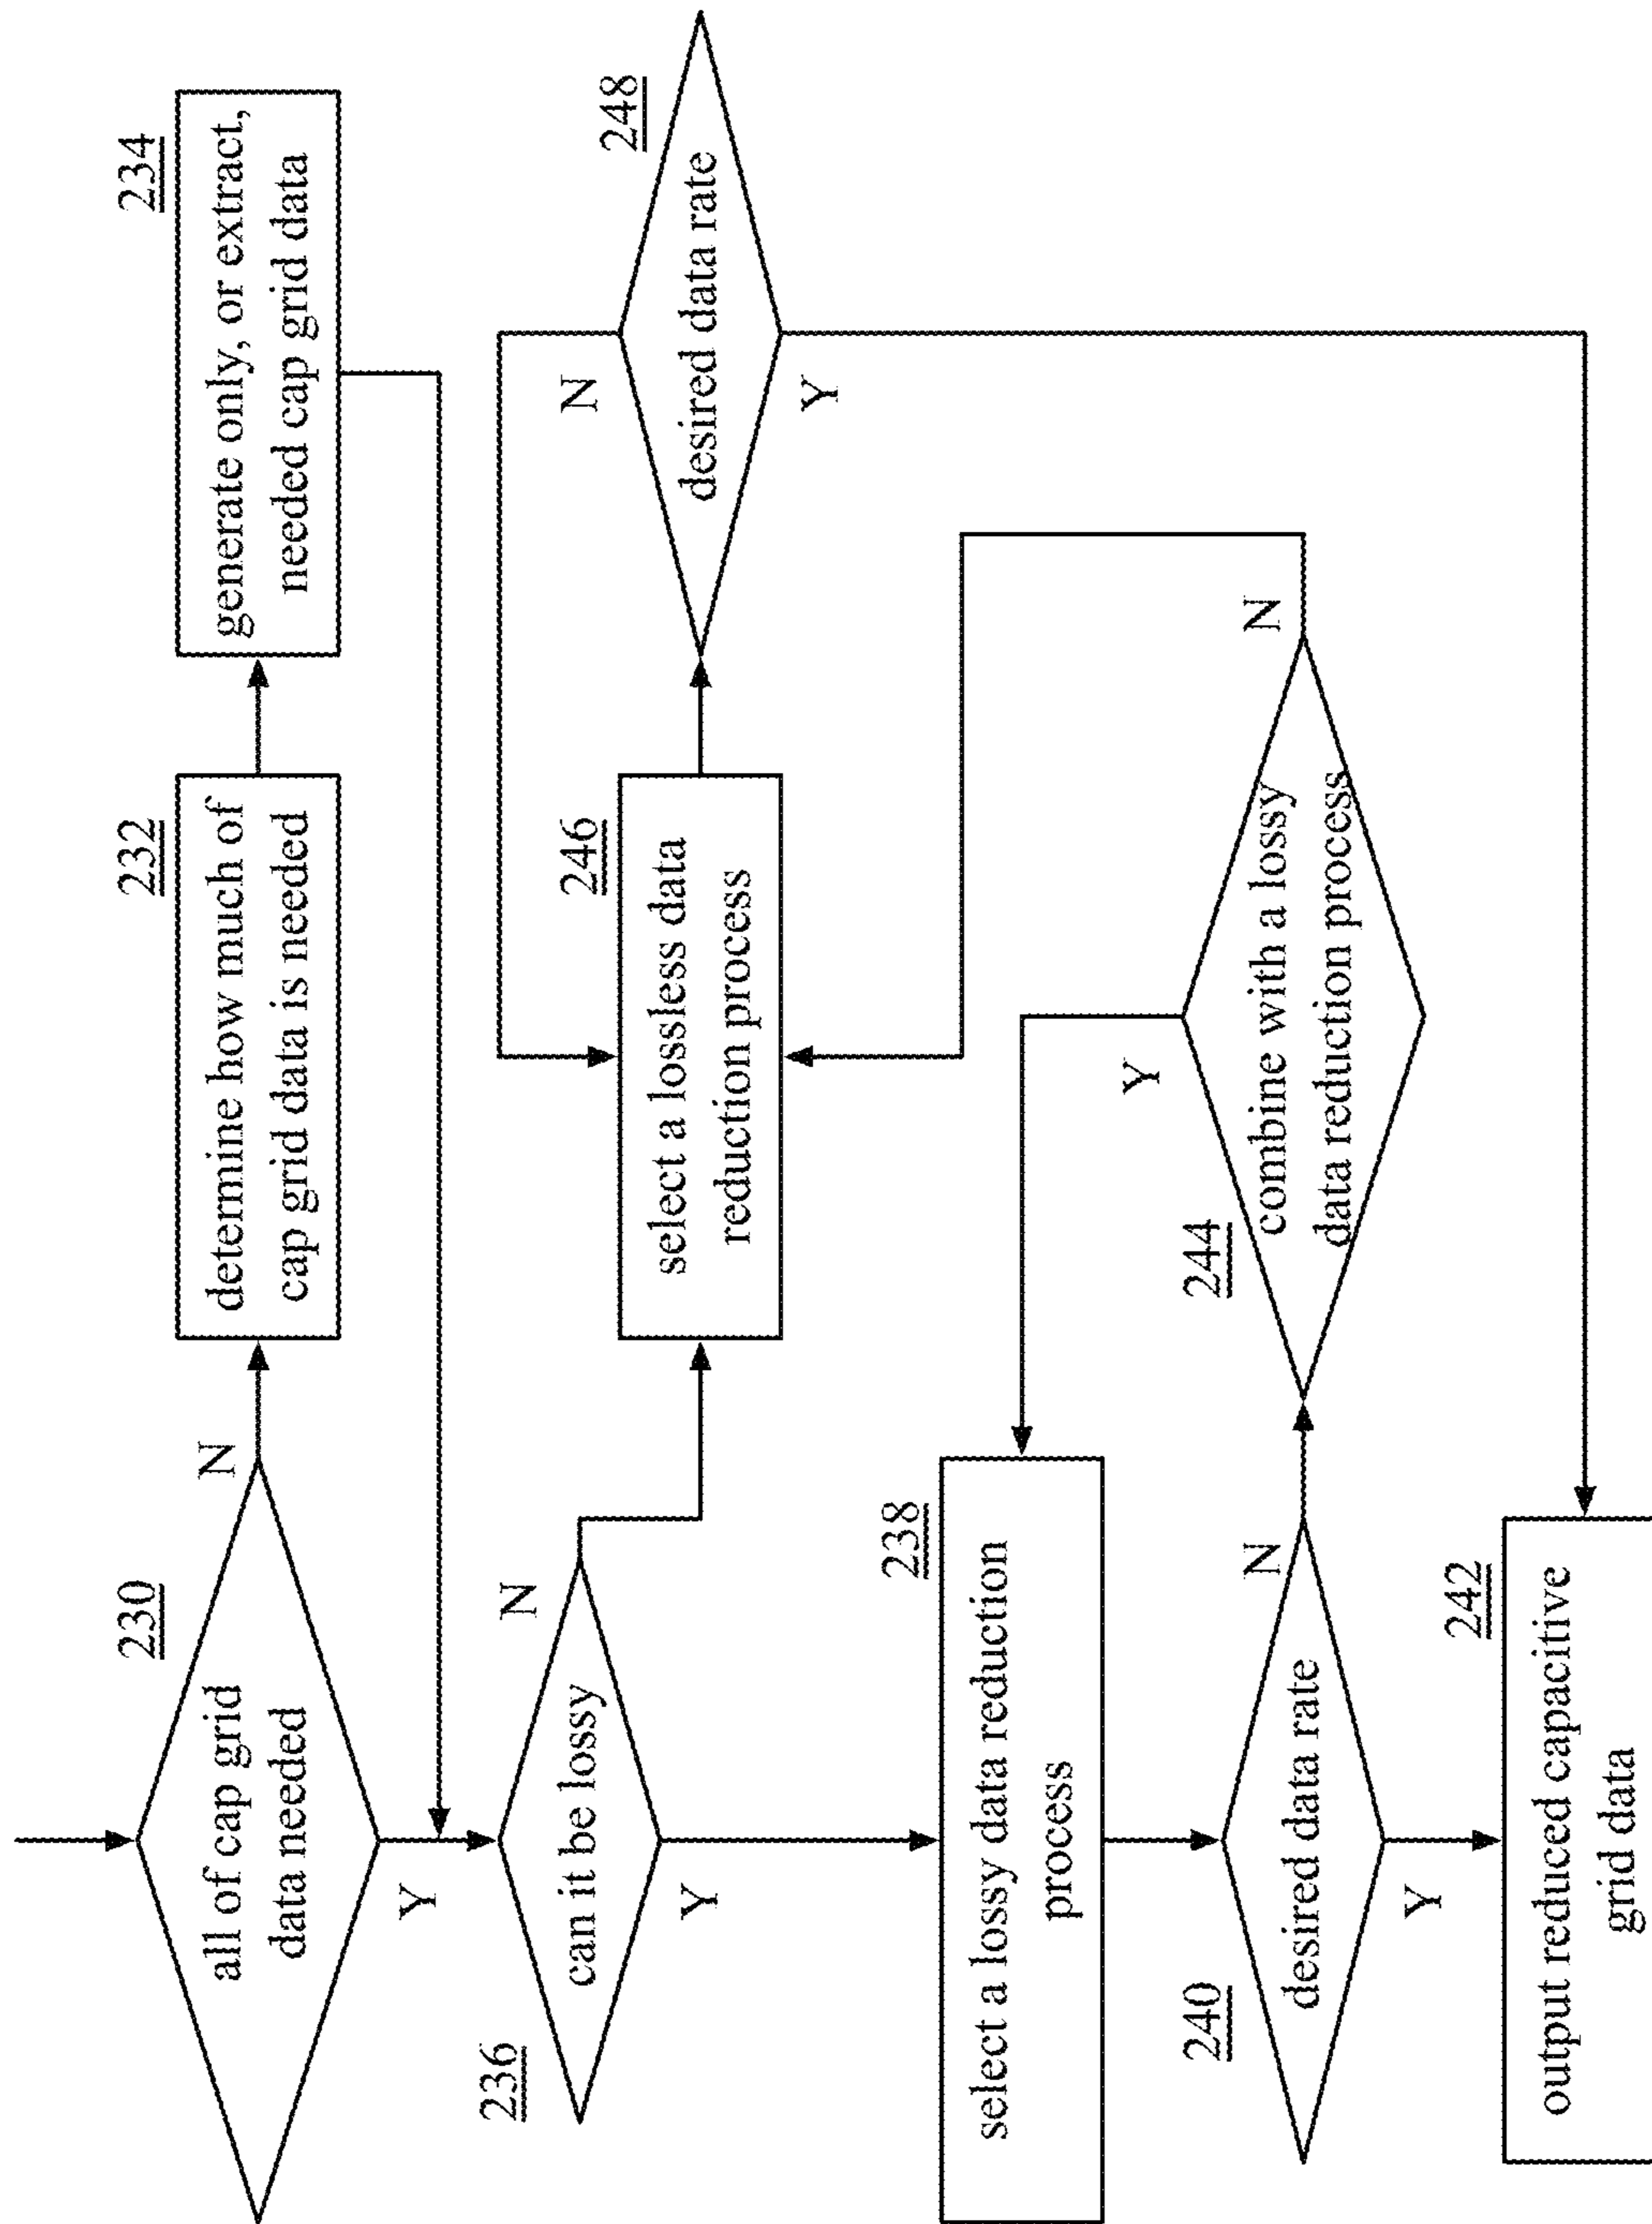 230
all of cap grid
data needed
N
Y
232
determine how much of
cap grid data is needed
234
generate only, or extract,
needed cap grid data
236
can it be lossy
N
Y
246
select a lossless data
reduction process
248
desired data rate
N
Y
238
select a lossy data reduction
process
240
desired data rate
N
Y
244
combine with a lossy
data reduction process
Y
N
242
output reduced capacitive
grid data